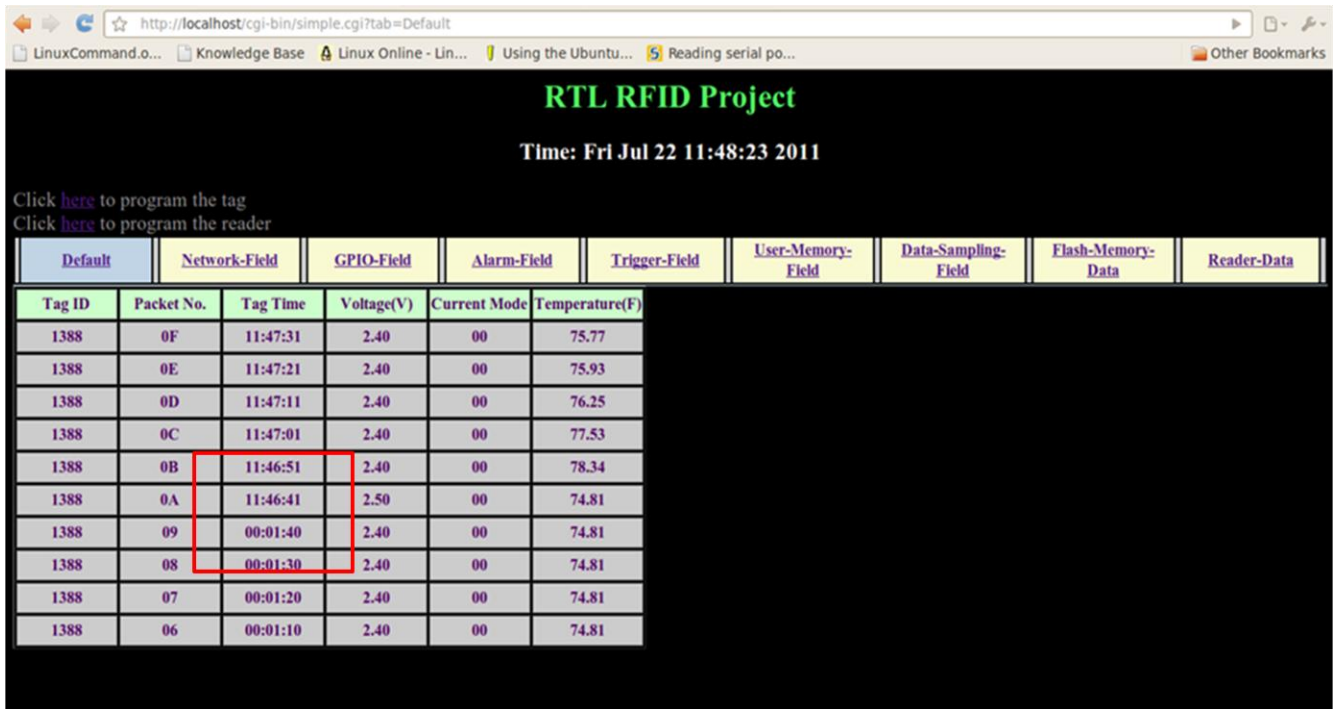 http://localhost/cgi-bin/simple.cgi?tab=Default
LinuxCommand.o... Knowledge Base Linux Online - Lin... Using the Ubuntu... Reading serial po... Other Bookmarks
RTL RFID Project
Time: Fri Jul 22 11:48:23 2011
Click here to program the tag
Click here to program the reader
Default Network-Field GPIO-Field Alarm-Field Trigger-Field User-Memory-Field Data-Sampling-Field Flash-Memory-Data Reader-Data
Tag ID Packet No. Tag Time Voltage(V) Current Mode Temperature(F)
1388 0F 11:47:31 2.40 00 75.77
1388 0E 11:47:21 2.40 00 75.93
1388 0D 11:47:11 2.40 00 76.25
1388 0C 11:47:01 2.40 00 77.53
1388 0B 11:46:51 2.40 00 78.34
1388 0A 11:46:41 2.50 00 74.81
1388 09 00:01:40 2.40 00 74.81
1388 08 00:01:30 2.40 00 74.81
1388 07 00:01:20 2.40 00 74.81
1388 06 00:01:10 2.40 00 74.81